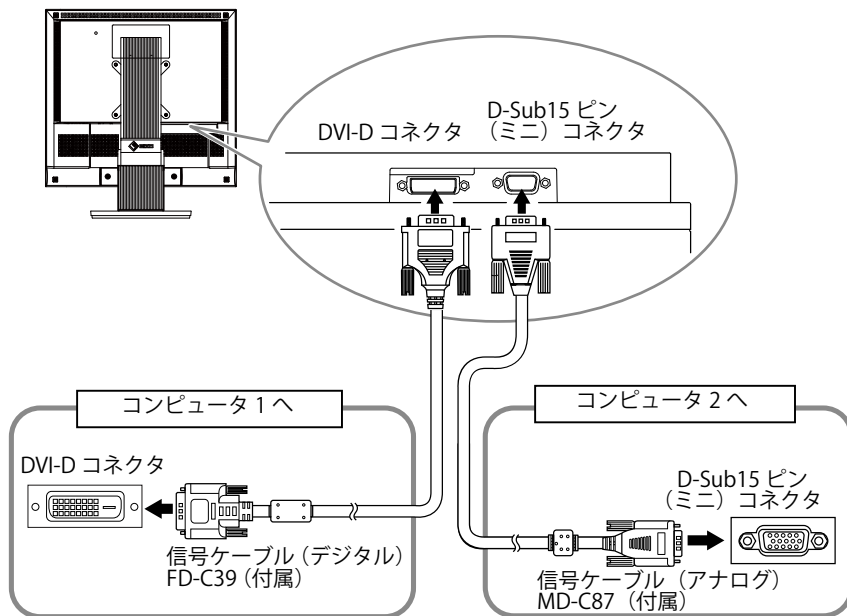 DVI-D コネクタ
D-Sub15 ピン
（ミニ）コネクタ
コンピュータ 1 へ
DVI-D コネクタ
信号ケーブル（デジタル）
FD-C39（付属）
コンピュータ 2 へ
D-Sub15 ピン
（ミニ）コネクタ
信号ケーブル（アナログ）
MD-C87（付属）